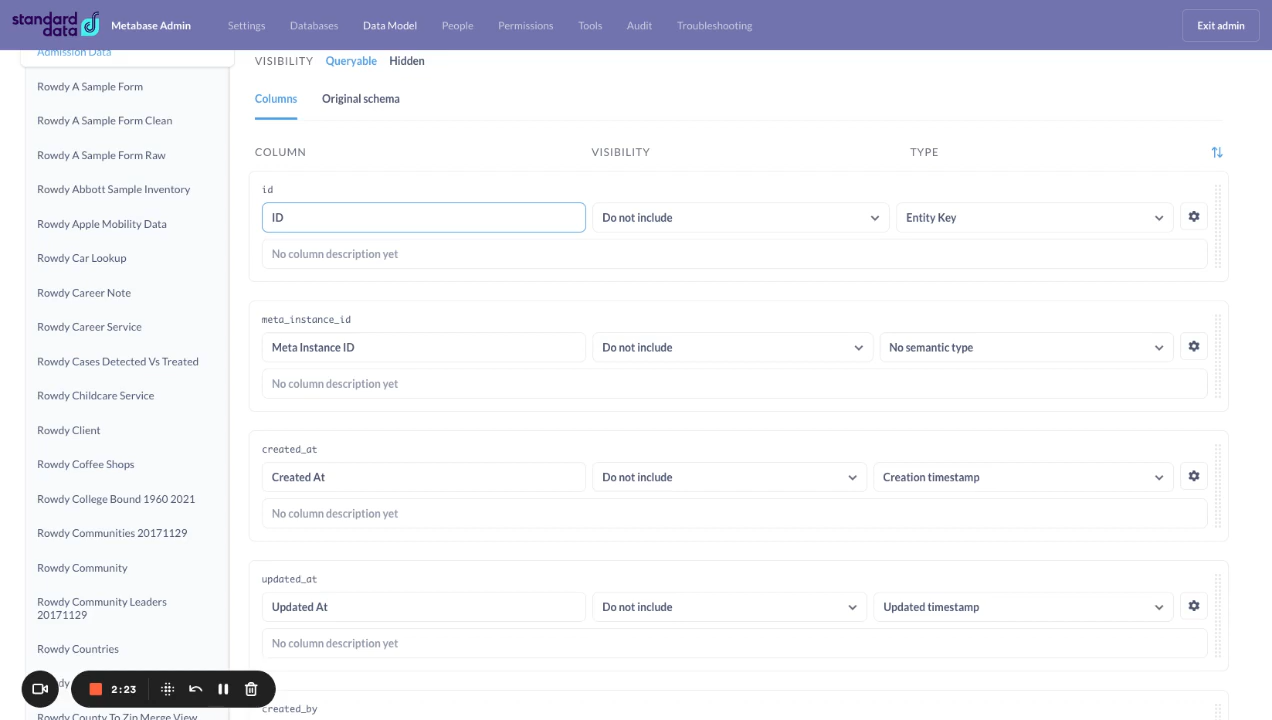 standard data
Metabase Admin
Settings
Databases
Data Model
People
Permissions
Tools
Audit
Troubleshooting
Exit admin
Admission Data
Rowdy A Sample Form
Rowdy A Sample Form Clean
Rowdy A Sample Form Raw
Rowdy Abbott Sample Inventory
Rowdy Apple Mobility Data
Rowdy Car Lookup
Rowdy Career Note
Rowdy Career Service
Rowdy Cases Detected Vs Treated
Rowdy Childcare Service
Rowdy Client
Rowdy Coffee Shops
Rowdy College Bound 1960 2021
Rowdy Communities 20171129
Rowdy Community
Rowdy Community Leaders
20171129
Rowdy Countries
dy
Rowdy County To Zip Merge View
VISIBILITY Queryable Hidden
Columns Original schema
COLUMN VISIBILITY TYPE
id
ID Do not include Entity Key
No column description yet
meta_instance_id
Meta Instance ID Do not include No semantic type
No column description yet
created_at
Created At Do not include Creation timestamp
No column description yet
updated_at
Updated At Do not include Updated timestamp
No column description yet
created_by
2:23